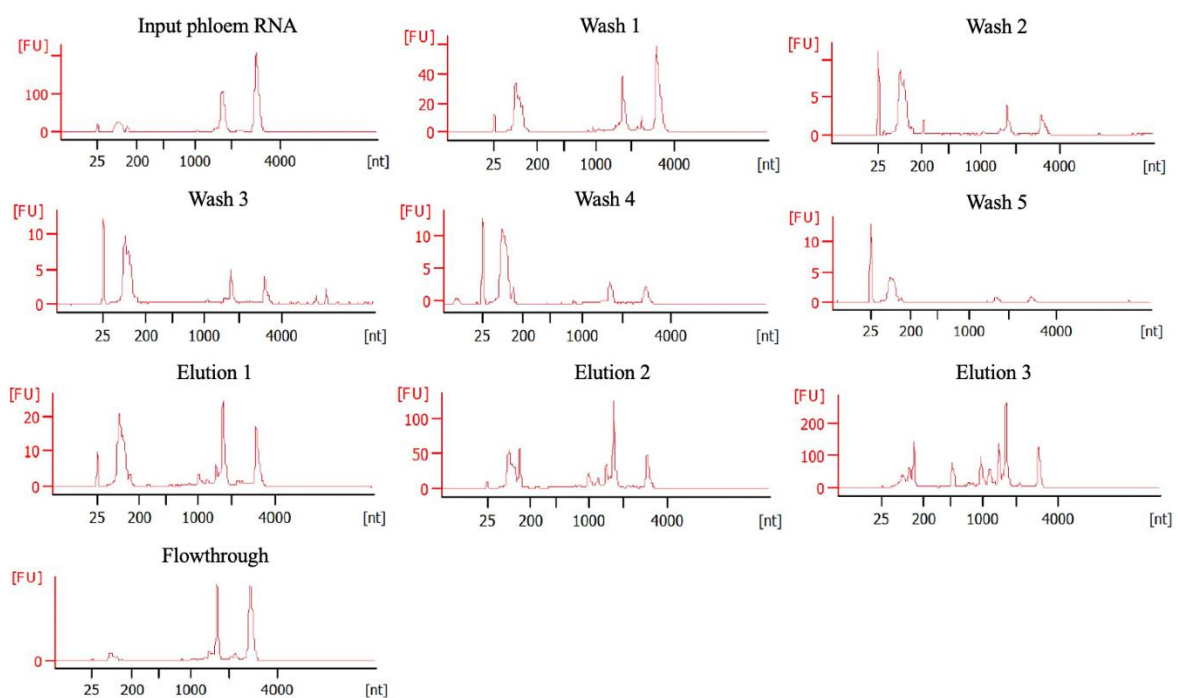 Input phloem RNA
[FU]
100
0
25 200 1000 4000 [nt]
Wash 1
[FU]
40
20
0
25 200 1000 4000 [nt]
Wash 2
[FU]
5
0
25 200 1000 4000 [nt]
Wash 3
[FU]
10
5
0
25 200 1000 4000 [nt]
Wash 4
[FU]
10
5
0
25 200 1000 4000 [nt]
Wash 5
[FU]
10
5
0
25 200 1000 4000 [nt]
Elution 1
[FU]
20
10
0
25 200 1000 4000 [nt]
Elution 2
[FU]
100
50
0
25 200 1000 4000 [nt]
Elution 3
[FU]
200
100
0
25 200 1000 4000 [nt]
Flowthrough
[FU]
0
25 200 1000 4000 [nt]